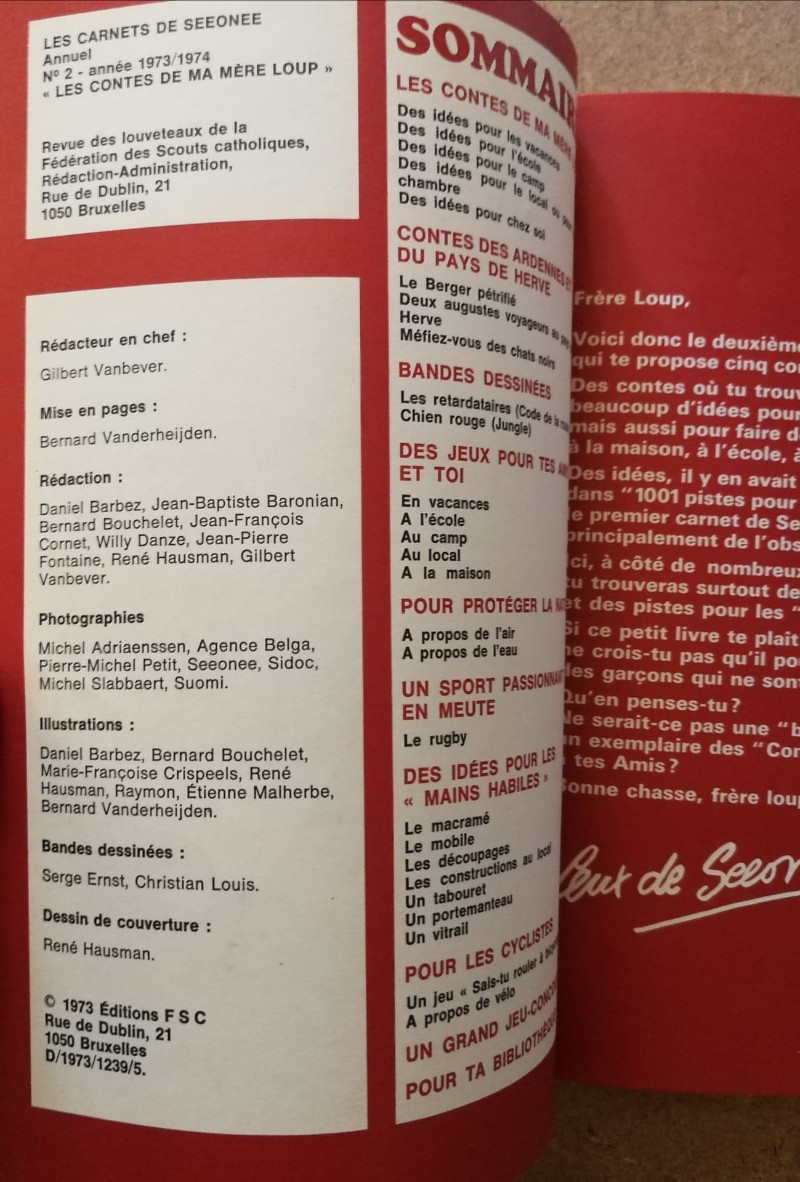 LES CARNETS DE SEEONEE
Annuel
Nº 2 - année 1973/1974
« LES CONTES DE MA MÈRE LOUP »
Revue des louveteaux de la
Fédération des Scouts catholiques,
Rédaction-Administration,
Rue de Dublin, 21
1050 Bruxelles
Rédacteur en chef :
Gilbert Vanbever.
Mise en pages :
Bernard Vanderheijden.
Rédaction :
Daniel Barbez, Jean-Baptiste Baronian,
Bernard Bouchelet, Jean-François
Cornet, Willy Danze, Jean-Pierre
Fontaine, René Hausman, Gilbert
Vanbever.
Photographies
Michel Adriaenssen, Agence Belga,
Pierre-Michel Petit, Seeonee, Sidoc,
Michel Slabbaert, Suomi.
Illustrations :
Daniel Barbez, Bernard Bouchelet,
Marie-Françoise Crispeels, René
Hausman, Raymon, Étienne Malherbe,
Bernard Vanderheijden.
Bandes dessinées :
Serge Ernst, Christian Louis.
Dessin de couverture :
René Hausman.
© 1973 Éditions F S C
Rue de Dublin, 21
1050 Bruxelles
D/1973/1239/5.
SOMMAIR
LES CONTES DE MA MÈRE
Des idées pour les vacances
Des idées pour l'école
Des idées pour le camp
Des idées pour le local ou
chambre
Des idées pour chez soi
CONTES DES ARDENNES
DU PAYS DE HERVE
Le Berger pétrifié
Deux augustes voyageurs au
Herve
Méfiez-vous des chats noirs
BANDES DESSINÉES
Les retardataires (Code de la
Chien rouge (Jungle)
DES JEUX POUR TES
ET TOI
En vacances
A l'école
Au camp
Au local
A la maison
POUR PROTÉGER LA
A propos de l'air
A propos de l'eau
UN SPORT PASSIONNANT
EN MEUTE
Le rugby
DES IDÉES POUR LES
« MAINS HABILES »
Le macramé
Le mobile
Les découpages
Les constructions au local
Un tabouret
Un portemanteau
Un vitrail
POUR LES CYCLISTES
Un jeu « Sais-tu rouler à
A propos de vélo
UN GRAND JEU-CONCO
POUR TA BIBLIOTHÈQUE
Frère Loup,
Voici donc le deuxièm
qui te propose cinq co
Des contes où tu trou
beaucoup d'idées pou
mais aussi pour faire d
à la maison, à l'école, à
Des idées, il y en avait
dans "1001 pistes pour
e premier carnet de Se
principalement de l'obs
ci, à côté de nombreux
tu trouveras surtout de
et des pistes pour les "
Si ce petit livre te plaît
ne crois-tu pas qu'il po
des garçons qui ne son
Qu'en penses-tu ?
Ne serait-ce pas une "b
n exemplaire des "Con
tes Amis ?
Bonne chasse, frère lou
Ceux de Seeon